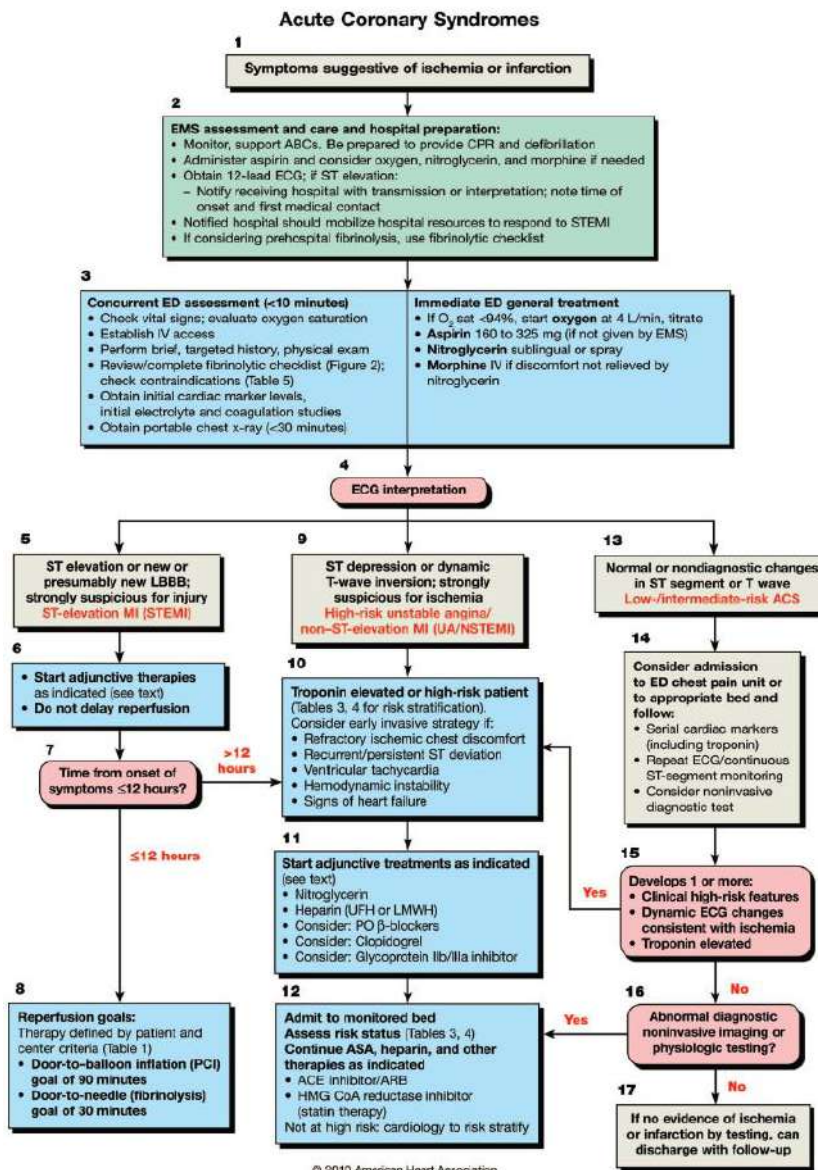 Acute Coronary Syndromes
1
Symptoms suggestive of ischemia or infarction
2
EMS assessment and care and hospital preparation:
• Monitor, support ABCs. Be prepared to provide CPR and defibrillation
• Administer aspirin and consider oxygen, nitroglycerin, and morphine if needed
• Obtain 12-lead ECG; if ST elevation:
– Notify receiving hospital with transmission or interpretation; note time of
onset and first medical contact
• Notified hospital should mobilize hospital resources to respond to STEMI
• If considering prehospital fibrinolysis, use fibrinolytic checklist
3
Concurrent ED assessment (<10 minutes)
• Check vital signs; evaluate oxygen saturation
• Establish IV access
• Perform brief, targeted history, physical exam
• Review/complete fibrinolytic checklist (Figure 2);
check contraindications (Table 5)
• Obtain initial cardiac marker levels,
initial electrolyte and coagulation studies
• Obtain portable chest x-ray (<30 minutes)
Immediate ED general treatment
• If O2 sat <94%, start oxygen at 4 L/min, titrate
• Aspirin 160 to 325 mg (if not given by EMS)
• Nitroglycerin sublingual or spray
• Morphine IV if discomfort not relieved by
nitroglycerin
4
ECG interpretation
5
ST elevation or new or
presumably new LBBB;
strongly suspicious for injury
ST-elevation MI (STEMI)
6
• Start adjunctive therapies
as indicated (see text)
• Do not delay reperfusion
7
Time from onset of
symptoms ≤12 hours?
>12
hours
≤12 hours
8
Reperfusion goals:
Therapy defined by patient and
center criteria (Table 1)
• Door-to–balloon inflation (PCI)
goal of 90 minutes
• Door-to-needle (fibrinolysis)
goal of 30 minutes
9
ST depression or dynamic
T-wave inversion; strongly
suspicious for ischemia
High-risk unstable angina/
non–ST-elevation MI (UA/NSTEMI)
10
Troponin elevated or high-risk patient
(Tables 3, 4 for risk stratification).
Consider early invasive strategy if:
• Refractory ischemic chest discomfort
• Recurrent/persistent ST deviation
• Ventricular tachycardia
• Hemodynamic instability
• Signs of heart failure
11
Start adjunctive treatments as indicated
(see text)
• Nitroglycerin
• Heparin (UFH or LMWH)
• Consider: PO β-blockers
• Consider: Clopidogrel
• Consider: Glycoprotein IIb/IIIa inhibitor
12
Admit to monitored bed
Assess risk status (Tables 3, 4)
Continue ASA, heparin, and other
therapies as indicated
• ACE inhibitor/ARB
• HMG CoA reductase inhibitor
(statin therapy)
Not at high risk: cardiology to risk stratify
13
Normal or nondiagnostic changes
in ST segment or T wave
Low-/intermediate-risk ACS
14
Consider admission
to ED chest pain unit or
to appropriate bed and
follow:
• Serial cardiac markers
(including troponin)
• Repeat ECG/continuous
ST-segment monitoring
• Consider noninvasive
diagnostic test
15
Develops 1 or more:
• Clinical high-risk features
• Dynamic ECG changes
consistent with ischemia
• Troponin elevated
Yes
No
16
Abnormal diagnostic
noninvasive imaging or
physiologic testing?
Yes
No
17
If no evidence of ischemia
or infarction by testing, can
discharge with follow-up
© 2010 American Heart Association